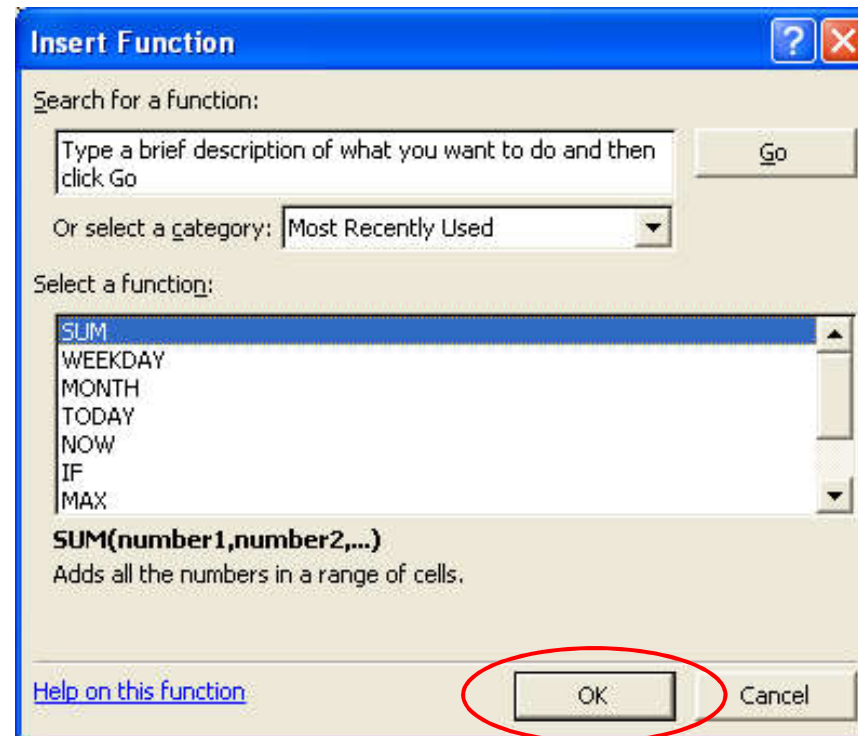 Insert Function
Search for a function:
Type a brief description of what you want to do and then
click Go
Go
Or select a category: Most Recently Used
Select a function:
SUM
WEEKDAY
MONTH
TODAY
NOW
IF
MAX
SUM(number1,number2,...)
Adds all the numbers in a range of cells.
Help on this function
OK
Cancel